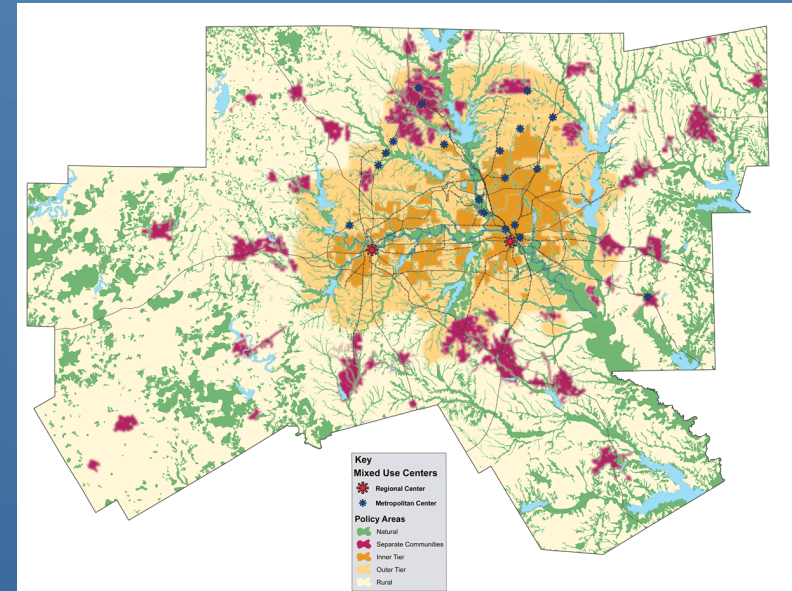 Key
Mixed Use Centers
Regional Center
Metropolitan Center
Policy Areas
Natural
Separate Communities
Inner Tier
Outer Tier
Rural